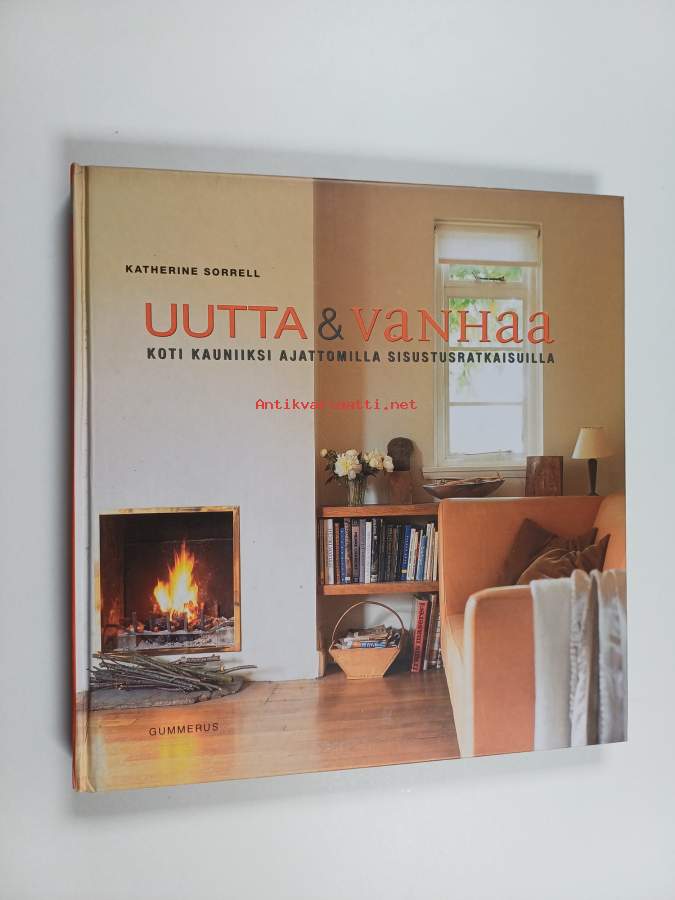 KATHERINE SORRELL
UUTTA & VaNHaa
KOTI KAUNIIKSI AJATTOMILLA SISUSTUSRATKAISUILLA
Antikvariaatti.net
GUMMERUS